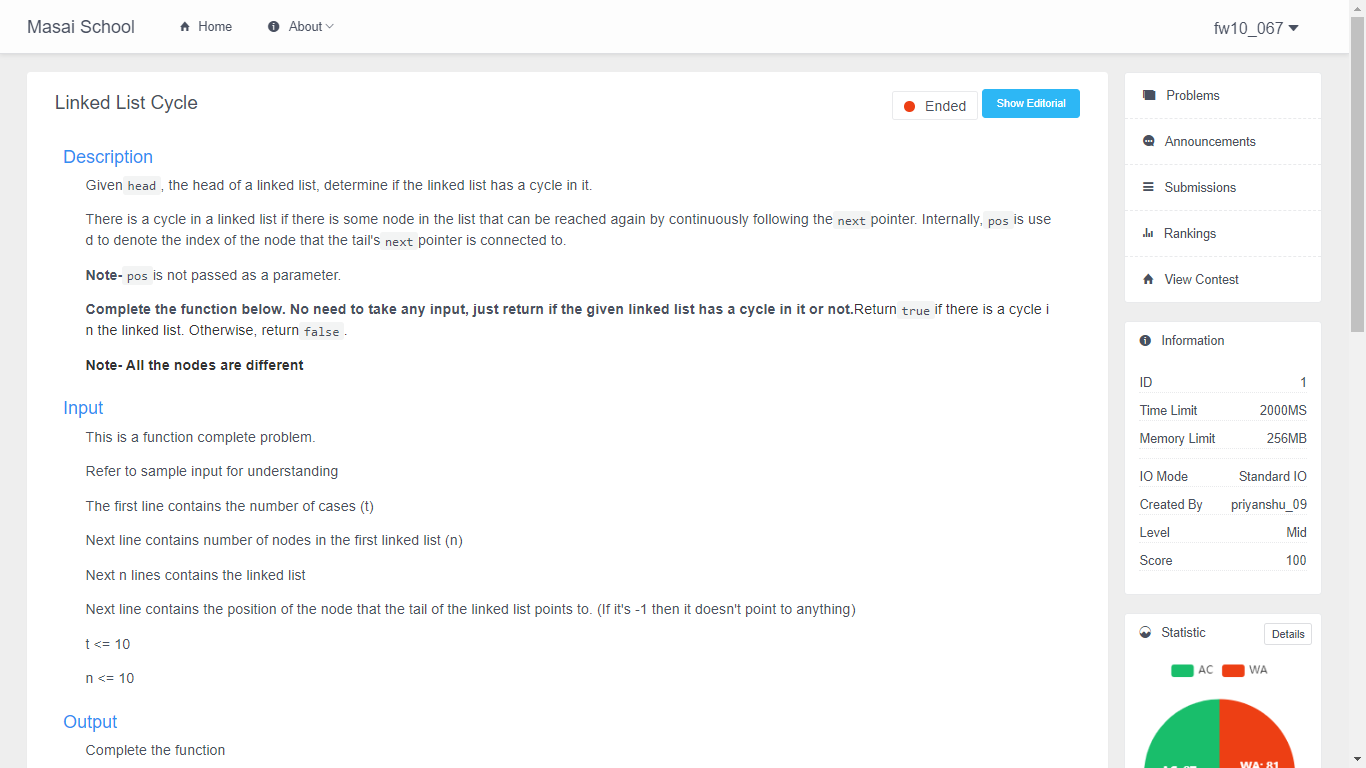 Masai School
Home
About
fw10_067
Linked List Cycle
Ended
Show Editorial
Description
Given head , the head of a linked list, determine if the linked list has a cycle in it.
There is a cycle in a linked list if there is some node in the list that can be reached again by continuously following the next pointer. Internally, pos is use
d to denote the index of the node that the tail's next pointer is connected to.
Note- pos is not passed as a parameter.
Complete the function below. No need to take any input, just return if the given linked list has a cycle in it or not.Return true if there is a cycle i
n the linked list. Otherwise, return false .
Note- All the nodes are different
Input
This is a function complete problem.
Refer to sample input for understanding
The first line contains the number of cases (t)
Next line contains number of nodes in the first linked list (n)
Next n lines contains the linked list
Next line contains the position of the node that the tail of the linked list points to. (If it's -1 then it doesn't point to anything)
t <= 10
n <= 10
Output
Complete the function
Problems
Announcements
Submissions
Rankings
View Contest
Information
ID 1
Time Limit 2000MS
Memory Limit 256MB
IO Mode Standard IO
Created By priyanshu_09
Level Mid
Score 100
Statistic
Details
AC WA
WA: 81